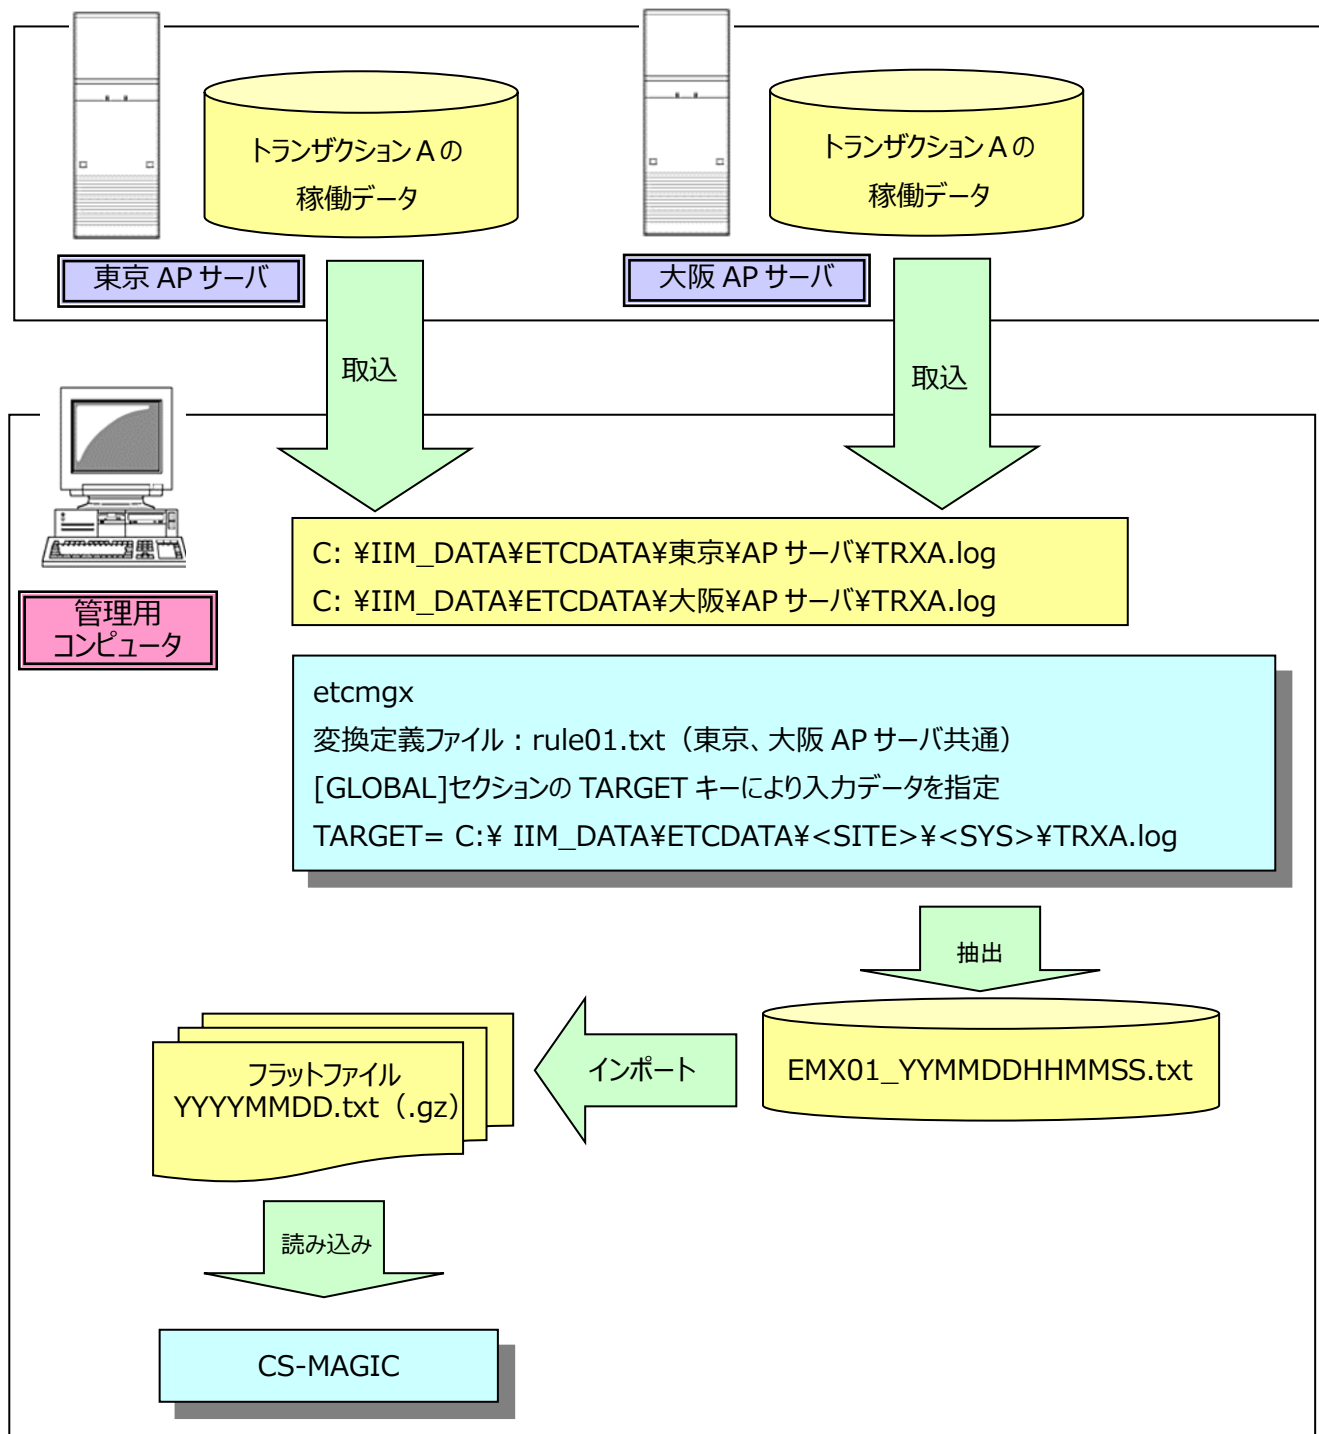 トランザクション A の
稼働データ
トランザクション A の
稼働データ
東京 AP サーバ
大阪 AP サーバ
取込
取込
C: ¥IIM_DATA¥ETCDATA¥東京¥AP サーバ¥TRXA.log
C: ¥IIM_DATA¥ETCDATA¥大阪¥AP サーバ¥TRXA.log
管理用
コンピュータ
etcmgx
変換定義ファイル：rule01.txt（東京、大阪 AP サーバ共通）
[GLOBAL]セクションの TARGET キーにより入力データを指定
TARGET= C:¥ IIM_DATA¥ETCDATA¥<SITE>¥<SYS>¥TRXA.log
抽出
EMX01_YYMMDDHHMMSS.txt
インポート
フラットファイル
YYYYMMDD.txt（.gz）
読み込み
CS-MAGIC